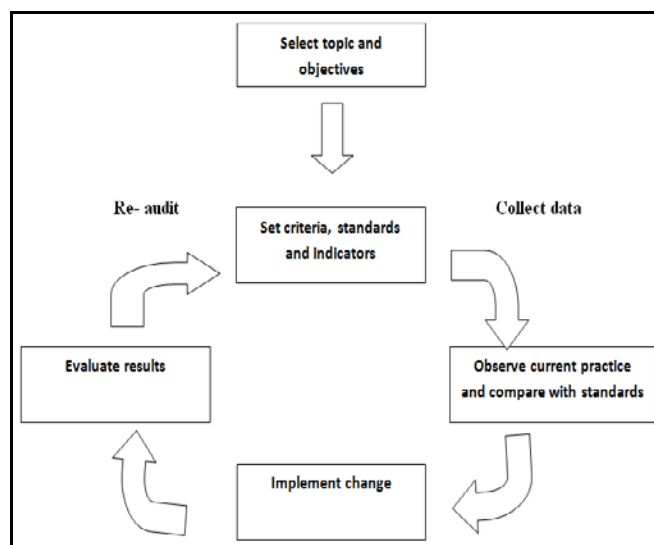 Select topic and
objectives
Re- audit
Collect data
Set criteria, standards
and indicators
Evaluate results
Observe current practice
and compare with standards
Implement change